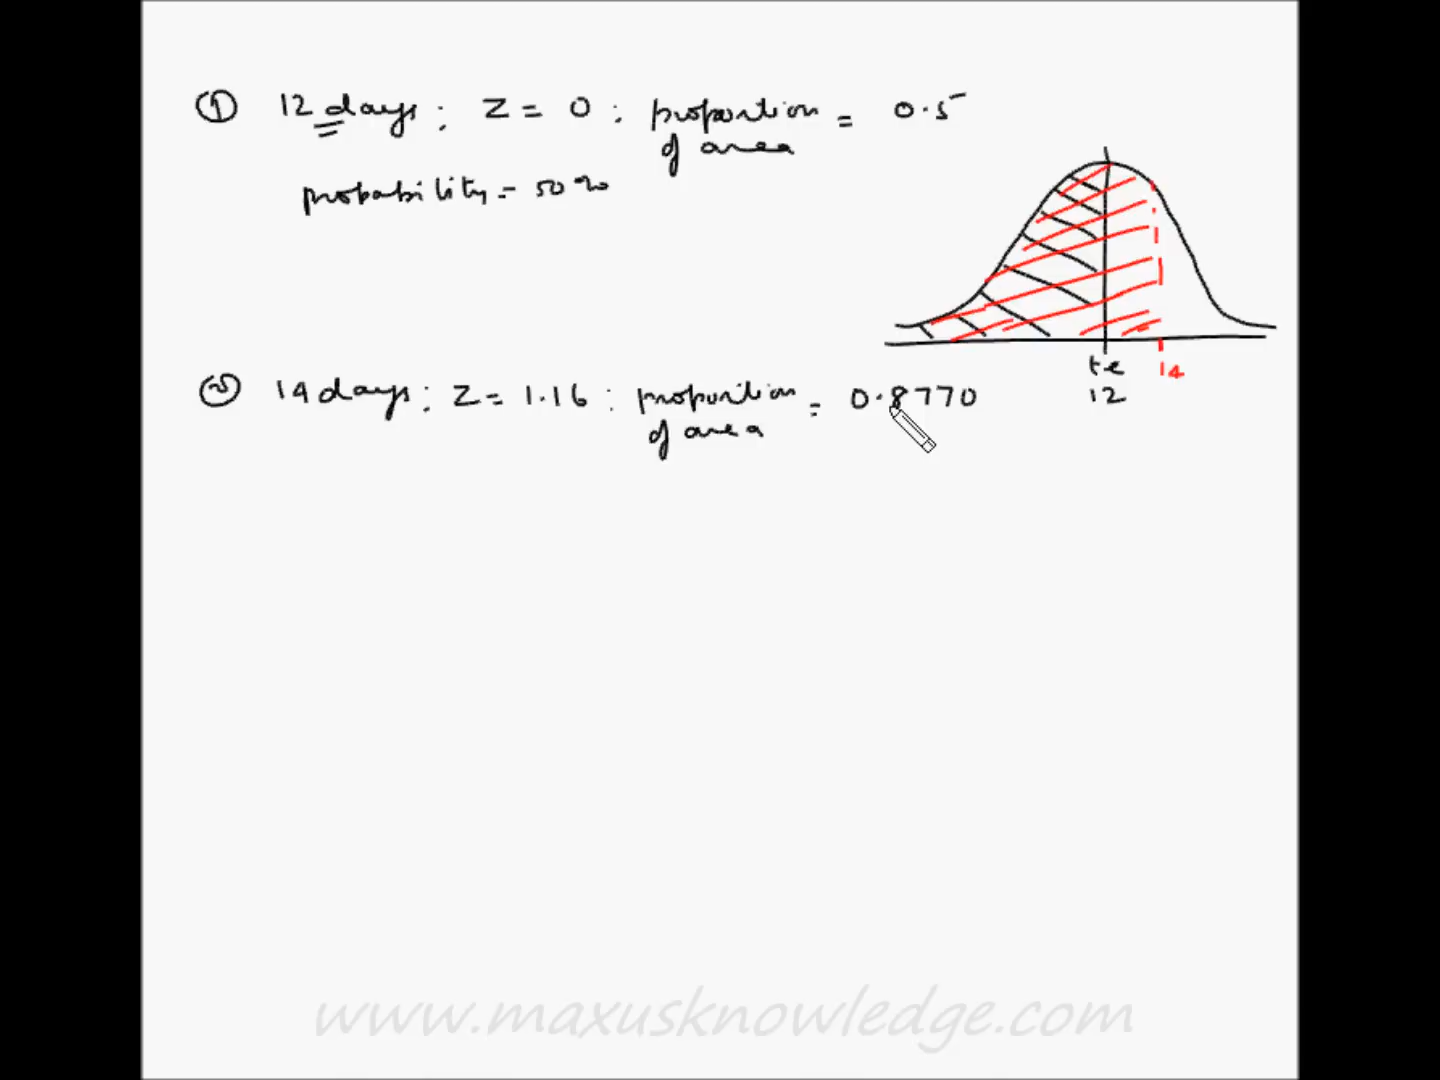 ① 12 days : Z = 0 : proportion of area = 0.5
probability = 50%
te
12
14
② 14 days : Z = 1.16 : proportion of area = 0.8770
www.maxusknowledge.com